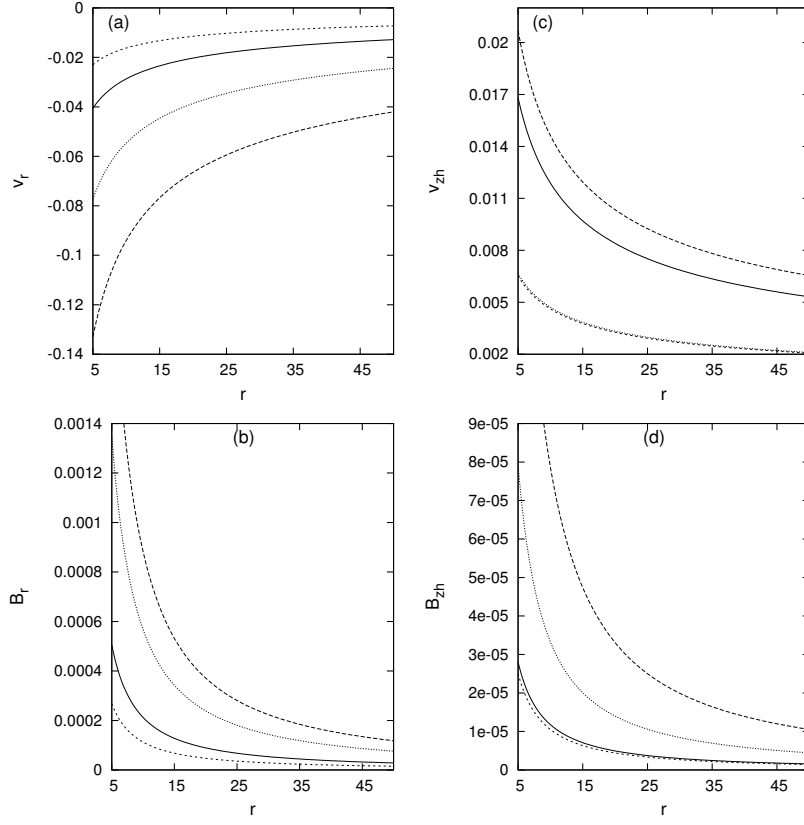 (a)
0
-0.02
-0.04
-0.06
-0.08
-0.1
-0.12
-0.14
v_r
5 15 25 35 45
r
(c)
0.02
0.017
0.014
0.011
0.008
0.005
0.002
v_zh
5 15 25 35 45
r
(b)
0.0014
0.0012
0.001
0.0008
0.0006
0.0004
0.0002
0
B_r
5 15 25 35 45
r
(d)
9e-05
8e-05
7e-05
6e-05
5e-05
4e-05
3e-05
2e-05
1e-05
0
B_zh
5 15 25 35 45
r